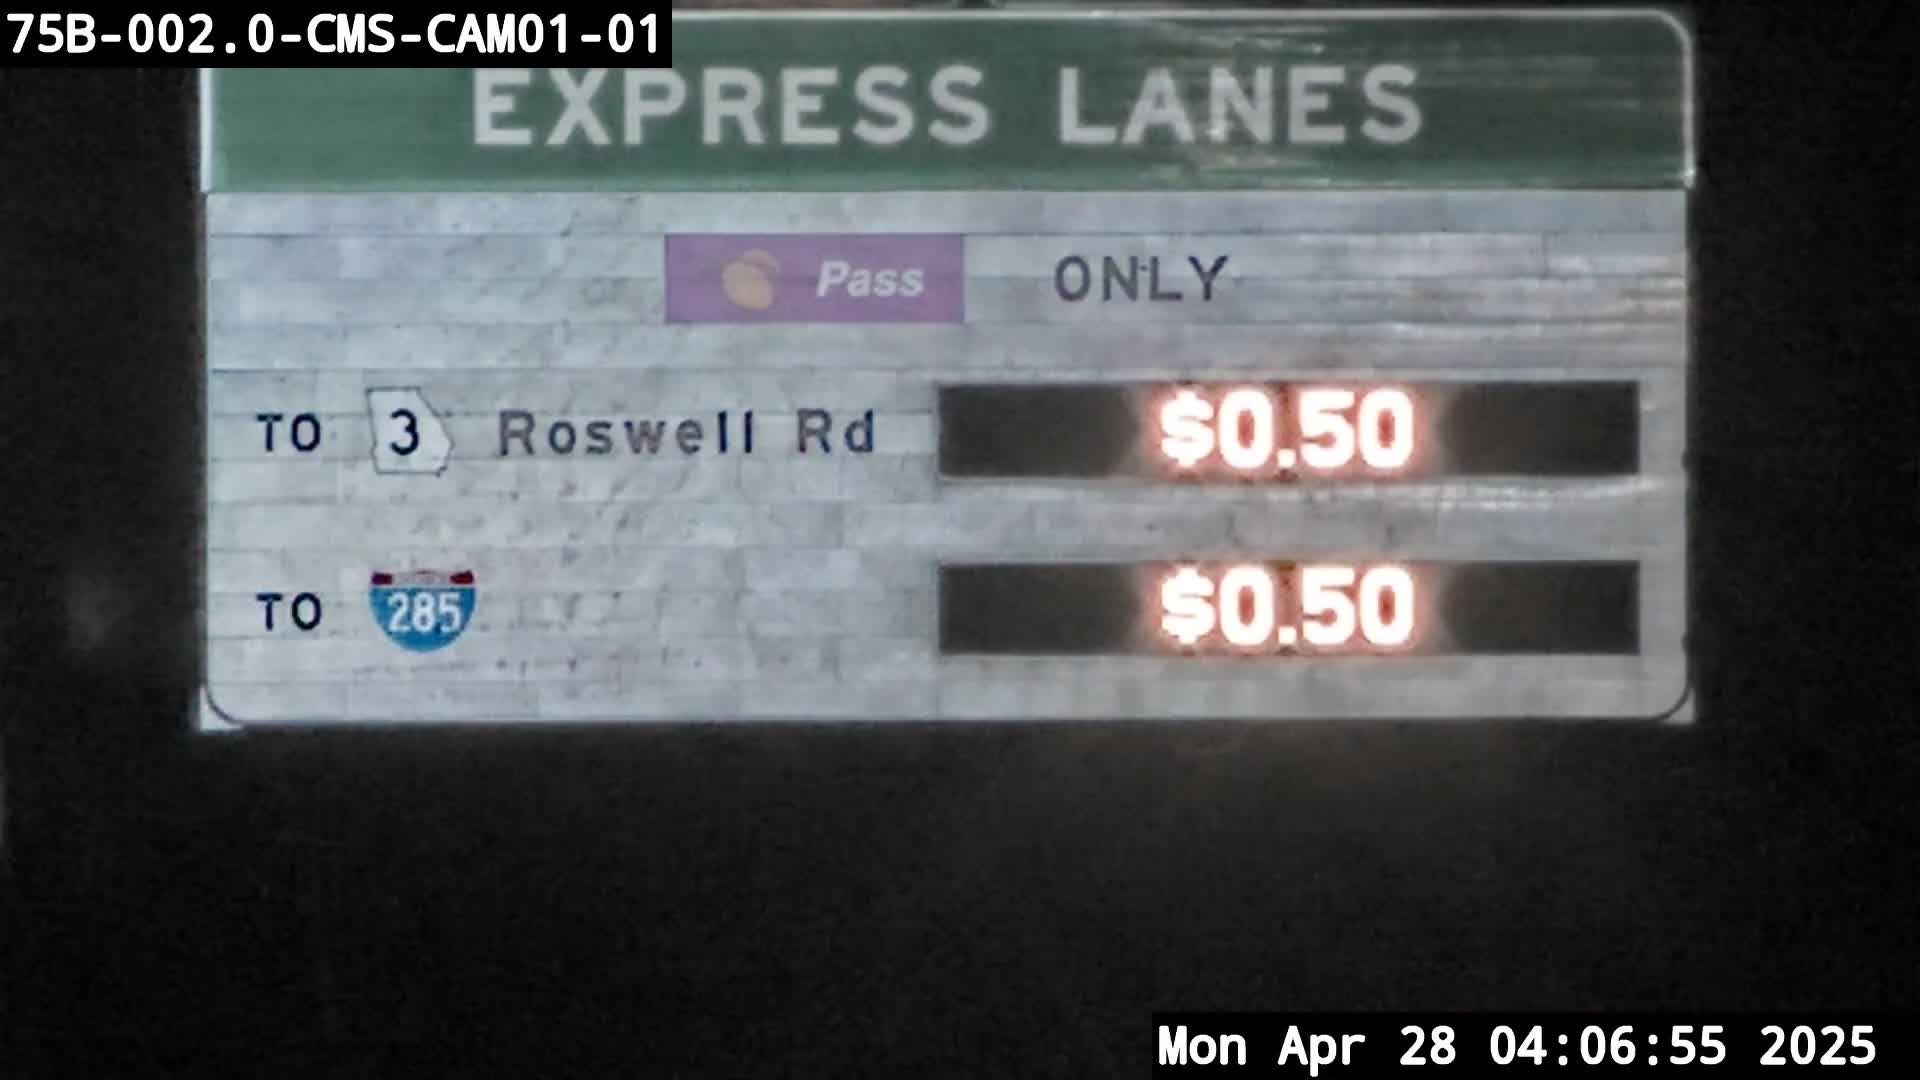 75B-002.0-CMS-CAM01-01
EXPRESS LANES
Pass ONLY
TO 3 Roswell Rd $0.50
TO 285 $0.50
Mon Apr 28 04:06:55 2025